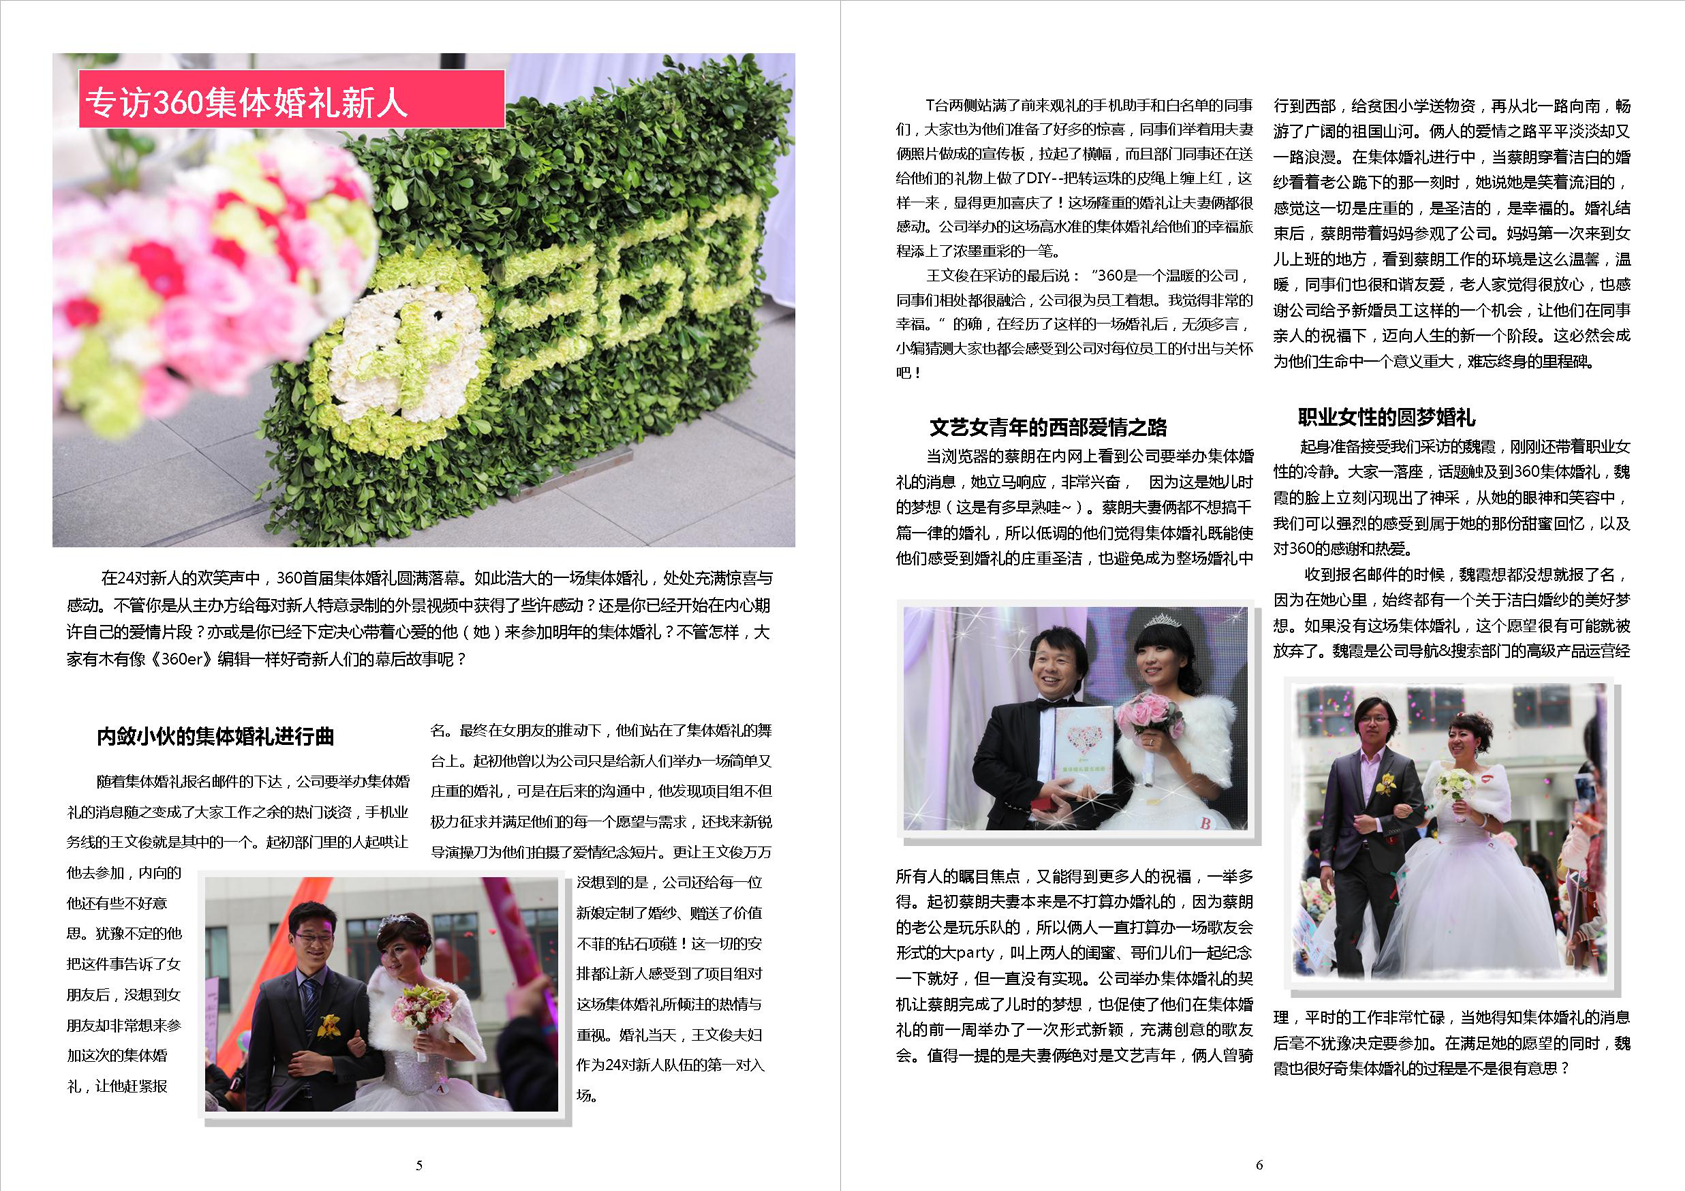 专访360集体婚礼新人
360
在24对新人的欢笑声中，360首届集体婚礼圆满落幕。如此浩大的一场集体婚礼，处处充满惊喜与
感动。不管你是从主办方给每对新人特意录制的外景视频中获得了些许感动？还是你已经开始在内心期
许自己的爱情片段？亦或是你已经下定决心带着心爱的他（她）来参加明年的集体婚礼？不管怎样，大
家有木有像《360er》编辑一样好奇新人们的幕后故事呢？
内敛小伙的集体婚礼进行曲
随着集体婚礼报名邮件的下达，公司要举办集体婚
礼的消息随之变成了大家工作之余的热门谈资，手机业
务线的王文俊就是其中的一个。起初部门里的人起哄让
他去参加，内向的
他还有些不好意
思。犹豫不定的他
把这件事告诉了女
朋友后，没想到女
朋友却非常想来参
加这次的集体婚
礼，让他赶紧报
名。最终在女朋友的推动下，他们站在了集体婚礼的舞
台上。起初他曾以为公司只是给新人们举办一场简单又
庄重的婚礼，可是在后来的沟通中，他发现项目组不但
极力征求并满足他们的每一个愿望与需求，还找来新锐
导演操刀为他们拍摄了爱情纪念短片。更让王文俊万万
没想到的是，公司还给每一位
新娘定制了婚纱、赠送了价值
不菲的钻石项链！这一切的安
排都让新人感受到了项目组对
这场集体婚礼所倾注的热情与
重视。婚礼当天，王文俊夫妇
作为24对新人队伍的第一对入
场。
A
5
T台两侧站满了前来观礼的手机助手和白名单的同事
们，大家也为他们准备了好多的惊喜，同事们举着用夫妻
俩照片做成的宣传板，拉起了横幅，而且部门同事还在送
给他们的礼物上做了DIY--把转运珠的皮绳上缠上红，这
样一来，显得更加喜庆了！这场隆重的婚礼让夫妻俩都很
感动。公司举办的这场高水准的集体婚礼给他们的幸福旅
程添上了浓墨重彩的一笔。
王文俊在采访的最后说：“360是一个温暖的公司，
同事们相处都很融洽，公司很为员工着想。我觉得非常的
幸福。”的确，在经历了这样的一场婚礼后，无须多言，
小编猜测大家也都会感受到公司对每位员工的付出与关怀
吧！
文艺女青年的西部爱情之路
当浏览器的蔡朗在内网上看到公司要举办集体婚
礼的消息，她立马响应，非常兴奋， 因为这是她儿时
的梦想（这是有多早熟哇~）。蔡朗夫妻俩都不想搞千
篇一律的婚礼，所以低调的他们觉得集体婚礼既能使
他们感受到婚礼的庄重圣洁，也避免成为整场婚礼中
B
所有人的瞩目焦点，又能得到更多人的祝福，一举多
得。起初蔡朗夫妻本来是不打算办婚礼的，因为蔡朗
的老公是玩乐队的，所以俩人一直打算办一场歌友会
形式的大party，叫上两人的闺蜜、哥们儿们一起纪念
一下就好，但一直没有实现。公司举办集体婚礼的契
机让蔡朗完成了儿时的梦想，也促使了他们在集体婚
礼的前一周举办了一次形式新颖，充满创意的歌友
会。值得一提的是夫妻俩绝对是文艺青年，俩人曾骑
行到西部，给贫困小学送物资，再从北一路向南，畅
游了广阔的祖国山河。俩人的爱情之路平平淡淡却又
一路浪漫。在集体婚礼进行中，当蔡朗穿着洁白的婚
纱看着老公跪下的那一刻时，她说她是笑着流泪的，
感觉这一切是庄重的，是圣洁的，是幸福的。婚礼结
束后，蔡朗带着妈妈参观了公司。妈妈第一次来到女
儿上班的地方，看到蔡朗工作的环境是这么温馨，温
暖，同事们也很和谐友爱，老人家觉得很放心，也感
谢公司给予新婚员工这样的一个机会，让他们在同事
亲人的祝福下，迈向人生的新一个阶段。这必然会成
为他们生命中一个意义重大，难忘终身的里程碑。
职业女性的圆梦婚礼
起身准备接受我们采访的魏霞，刚刚还带着职业女
性的冷静。大家一落座，话题触及到360集体婚礼，魏
霞的脸上立刻闪现出了神采，从她的眼神和笑容中，
我们可以强烈的感受到属于她的那份甜蜜回忆，以及
对360的感谢和热爱。
收到报名邮件的时候，魏霞想都没想就报了名，
因为在她心里，始终都有一个关于洁白婚纱的美好梦
想。如果没有这场集体婚礼，这个愿望很有可能就被
放弃了。魏霞是公司导航&搜索部门的高级产品运营经
理，平时的工作非常忙碌，当她得知集体婚礼的消息
后毫不犹豫决定要参加。在满足她的愿望的同时，魏
霞也很好奇集体婚礼的过程是不是很有意思？
6